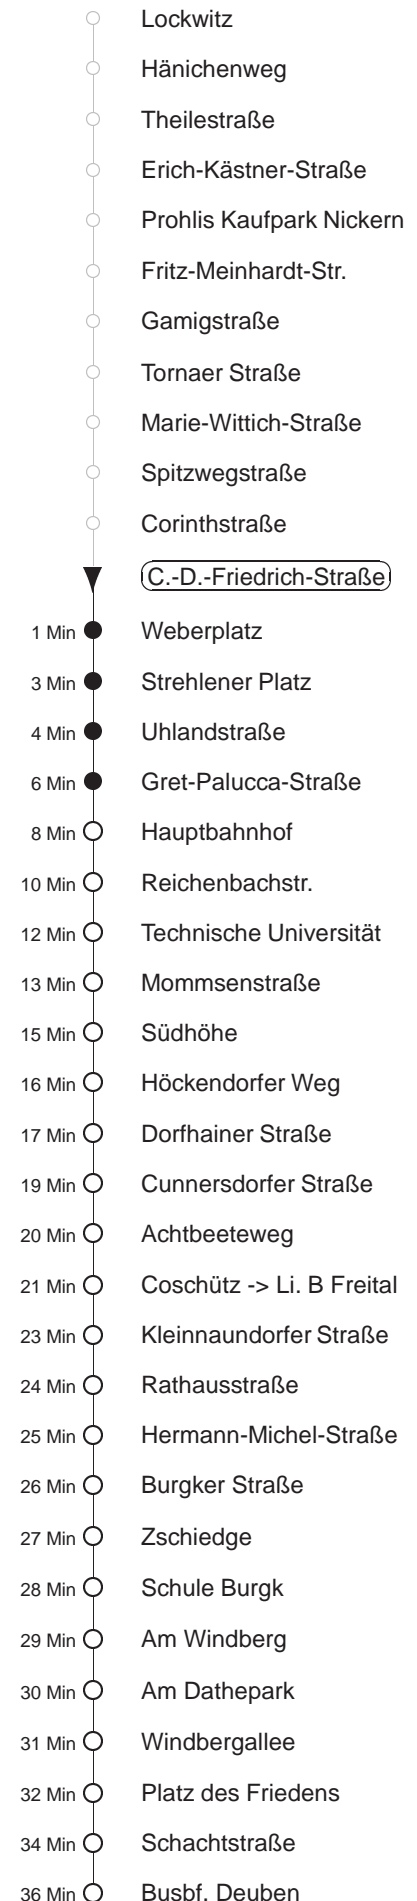 Lockwitz
Hänichenweg
Theilestraße
Erich-Kästner-Straße
Prohlis Kaufpark Nickern
Fritz-Meinhardt-Str.
Gamigstraße
Tornaer Straße
Marie-Wittich-Straße
Spitzwegstraße
Corinthstraße
C.-D.-Friedrich-Straße
1 Min Weberplatz
3 Min Strehlener Platz
4 Min Uhlandstraße
6 Min Gret-Palucca-Straße
8 Min Hauptbahnhof
10 Min Reichenbachstr.
12 Min Technische Universität
13 Min Mommsenstraße
15 Min Südhöhe
16 Min Höckendorfer Weg
17 Min Dorfhainer Straße
19 Min Cunnersdorfer Straße
20 Min Achtbeeteweg
21 Min Coschütz -> Li. B Freital
23 Min Kleinnaundorfer Straße
24 Min Rathausstraße
25 Min Hermann-Michel-Straße
26 Min Burgker Straße
27 Min Zschiedge
28 Min Schule Burgk
29 Min Am Windberg
30 Min Am Dathepark
31 Min Windbergallee
32 Min Platz des Friedens
34 Min Schachtstraße
36 Min Busbf. Deuben